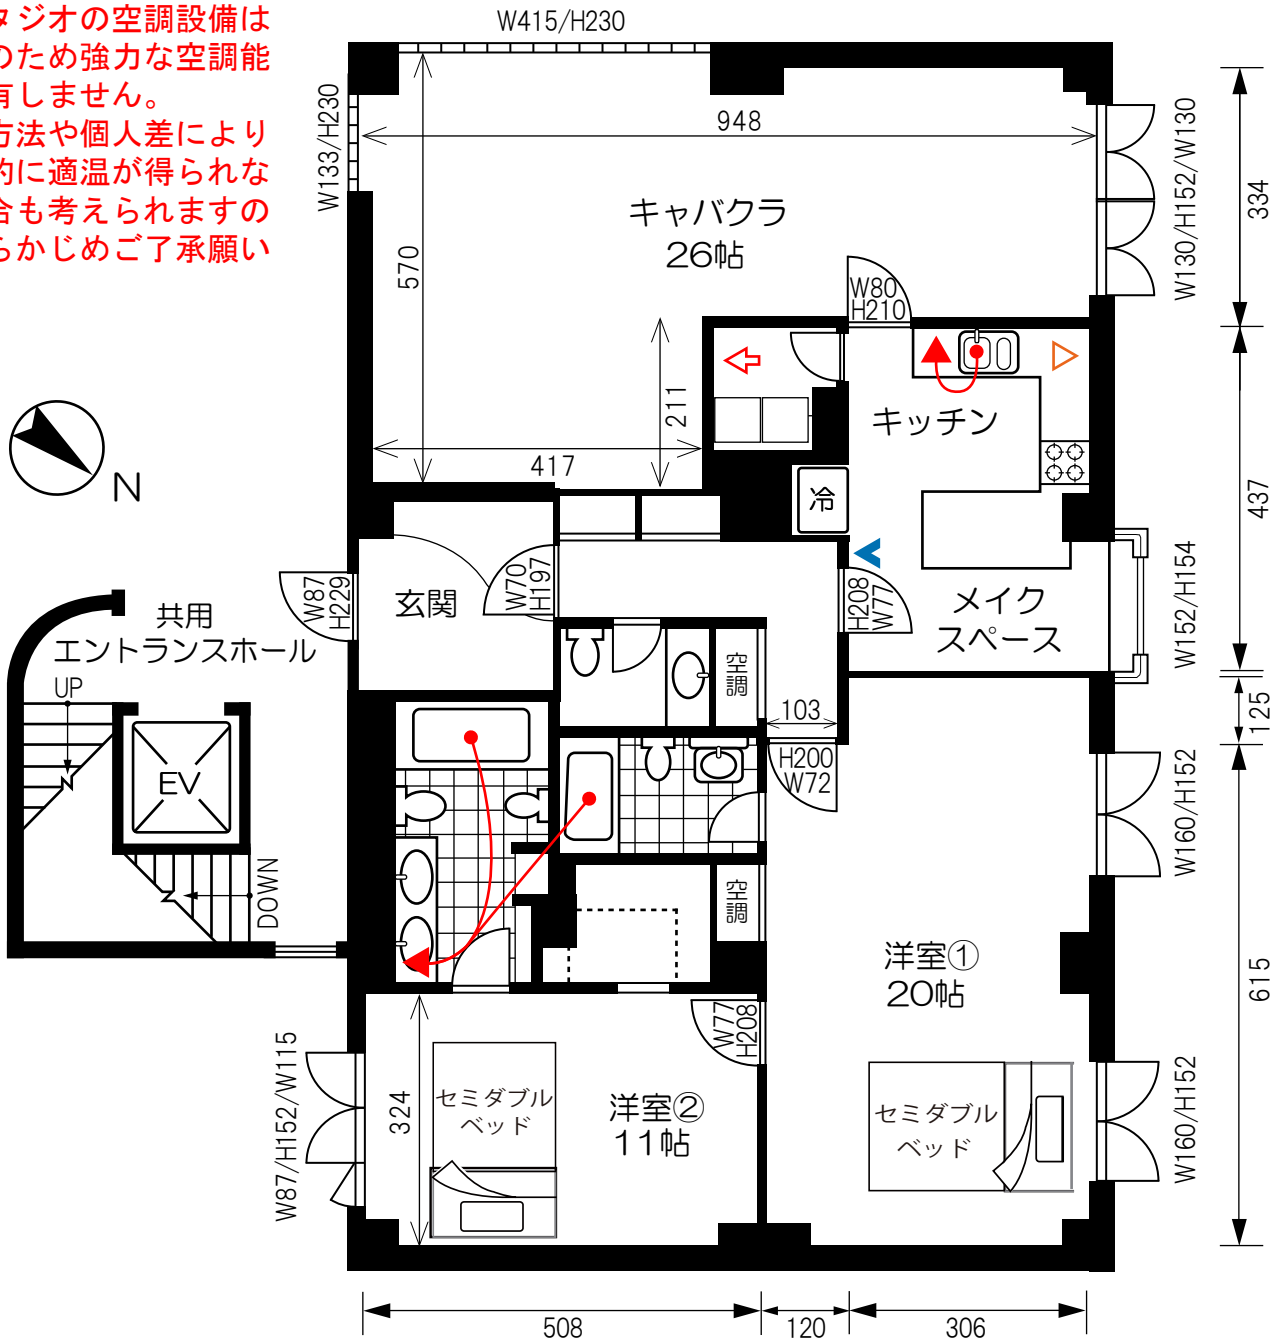 タジオの空調設備は
のため強力な空調能
有しません。
方法や個人差により
的に適温が得られな
合も考えられますの
らかじめご了承願い
W415/H230
W133/H230
948
W130/H152/W130
334
キャバクラ
26帖
570
W80
H210
211
417
キッチン
437
冷
N
W87
H229
玄関
W70
H197
H208
W77
メイク
スペース
W152/H154
共用
エントランスホール
UP
EV
DOWN
空調
103
125
H200
W72
W160/H152
空調
洋室①
20帖
615
W77
H208
W87/H152/W115
324
セミダブル
ベッド
洋室②
11帖
セミダブル
ベッド
W160/H152
508
120
306